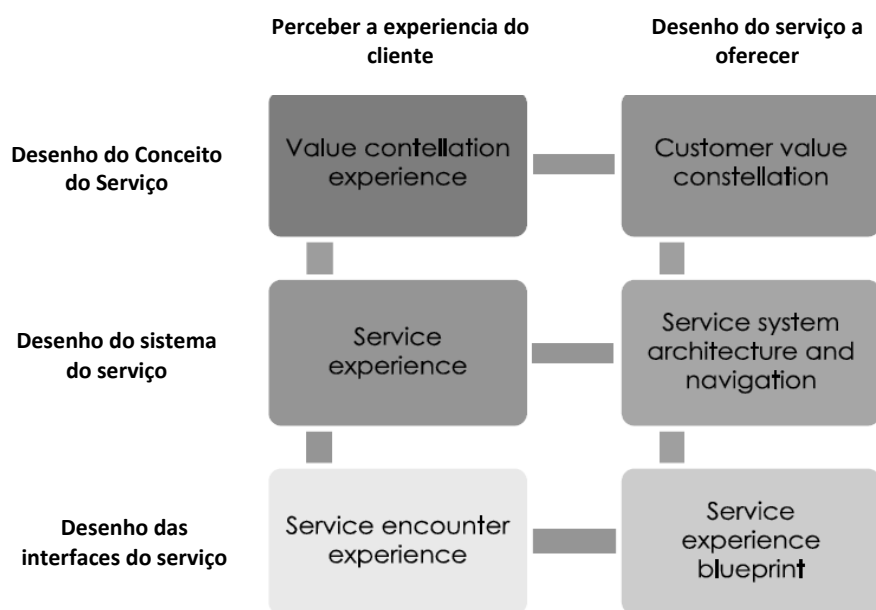 Perceber a experiencia do
cliente
Desenho do serviço a
oferecer
Desenho do Conceito
do Serviço
Value contellation
experience
Customer value
constellation
Desenho do sistema
do serviço
Service
experience
Service system
architecture and
navigation
Desenho das
interfaces do serviço
Service encounter
experience
Service
experience
blueprint